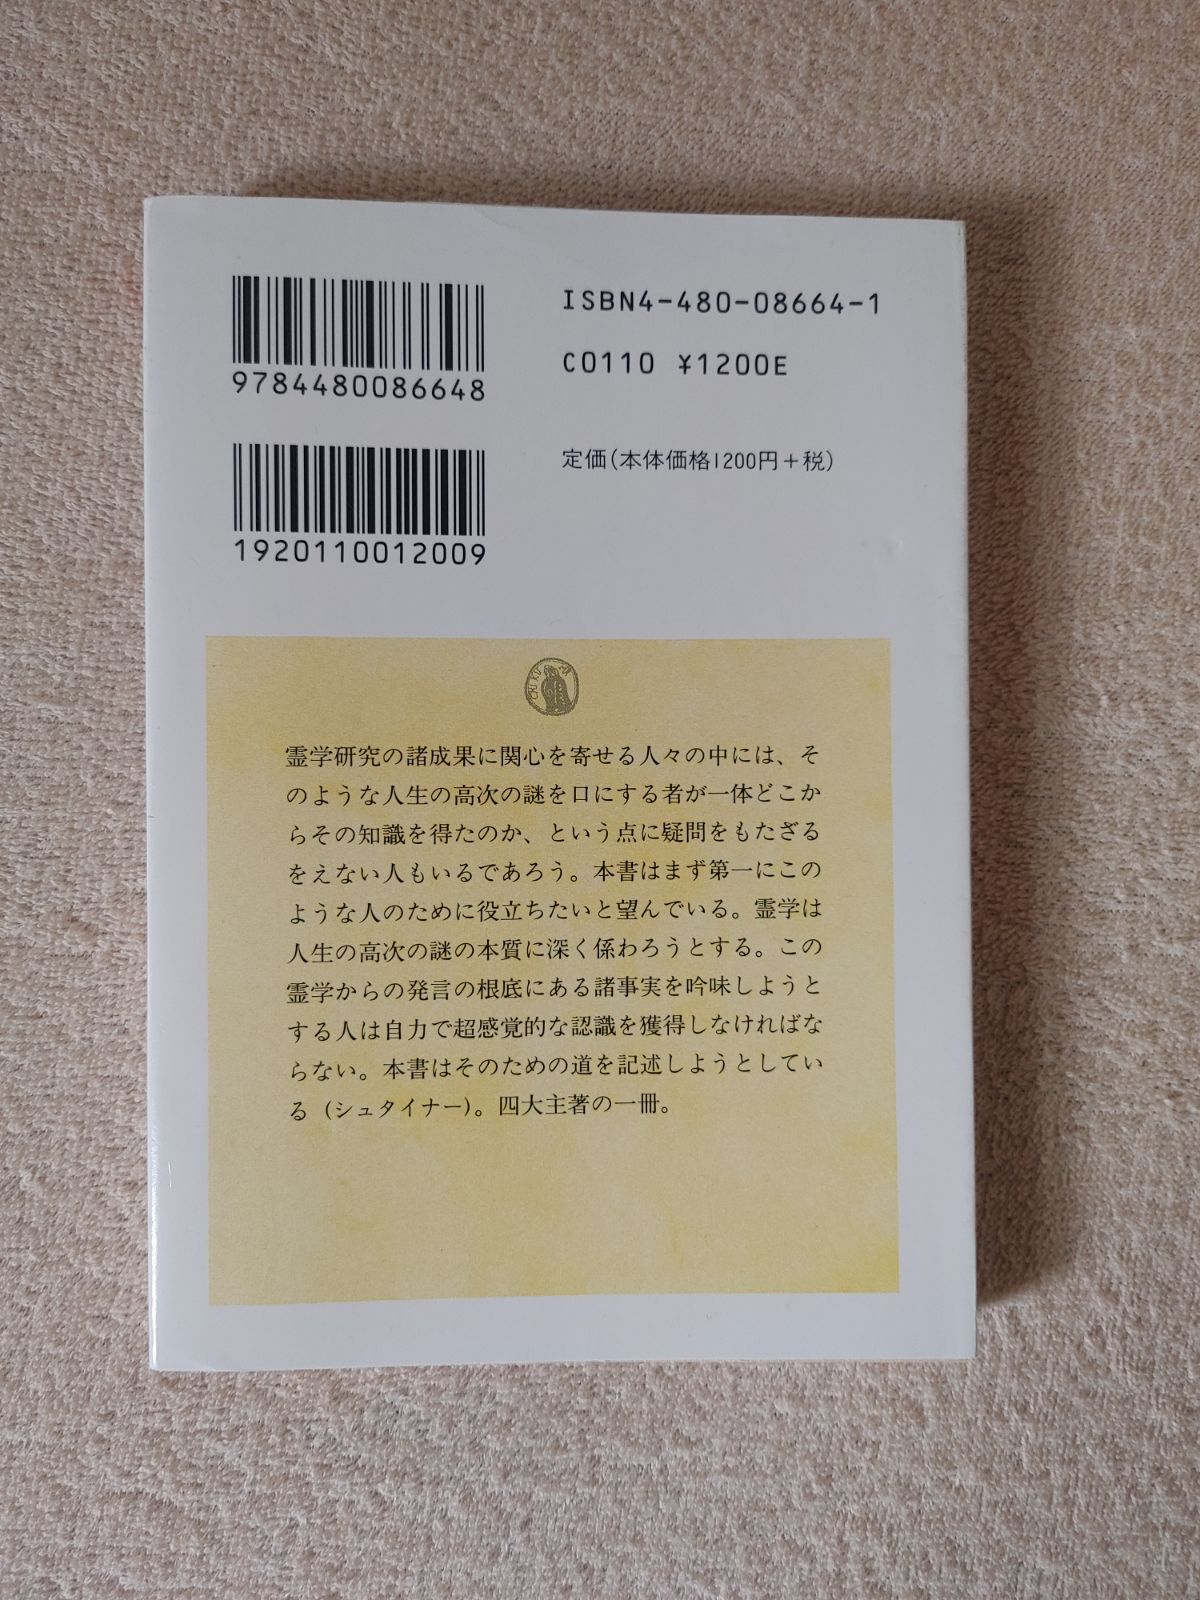 9784480086648
ISBN4-480-08664-1
C0110 ¥1200E
1920110012009
定価(本体価格1200円+税)
霊学研究の諸成果に関心を寄せる人々の中には、そ
のような人生の高次の謎を口にする者が一体どこか
らその知識を得たのか、という点に疑問をもたざる
をえない人もいるであろう。本書はまず第一にこの
ような人のために役立ちたいと望んでいる。霊学は
人生の高次の謎の本質に深く係わろうとする。この
霊学からの発言の根底にある諸事実を吟味しようと
する人は自力で超感覚的な認識を獲得しなければな
らない。本書はそのための道を記述しようとしてい
る(シュタイナー)。四大主著の一冊。